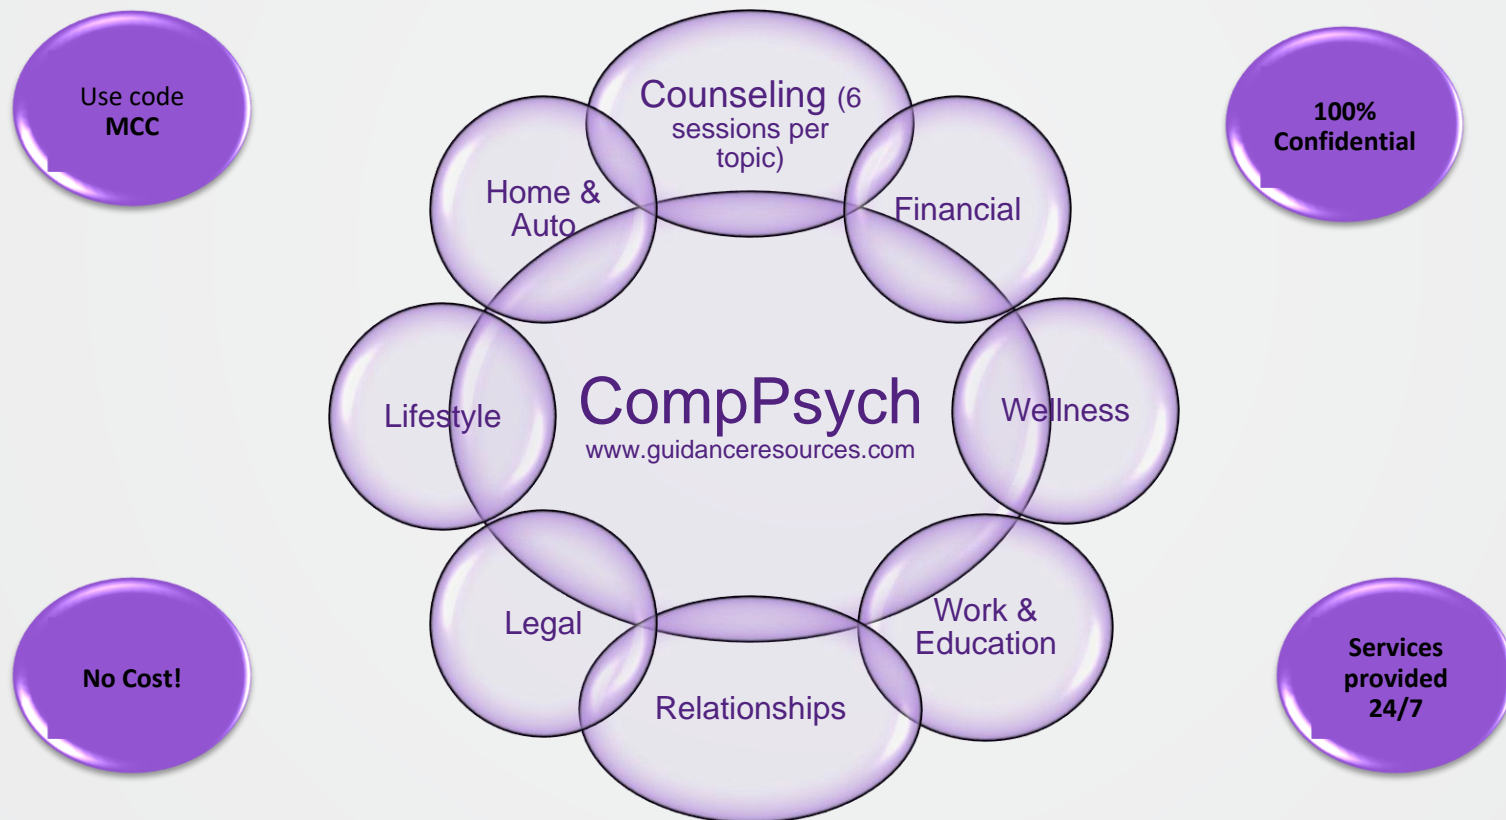 Use code
MCC
Counseling (6
sessions per
topic)
100%
Confidential
Home &
Auto
Financial
Lifestyle
CompPsych
www.guidanceresources.com
Wellness
Legal
Work &
Education
Relationships
No Cost!
Services
provided
24/7